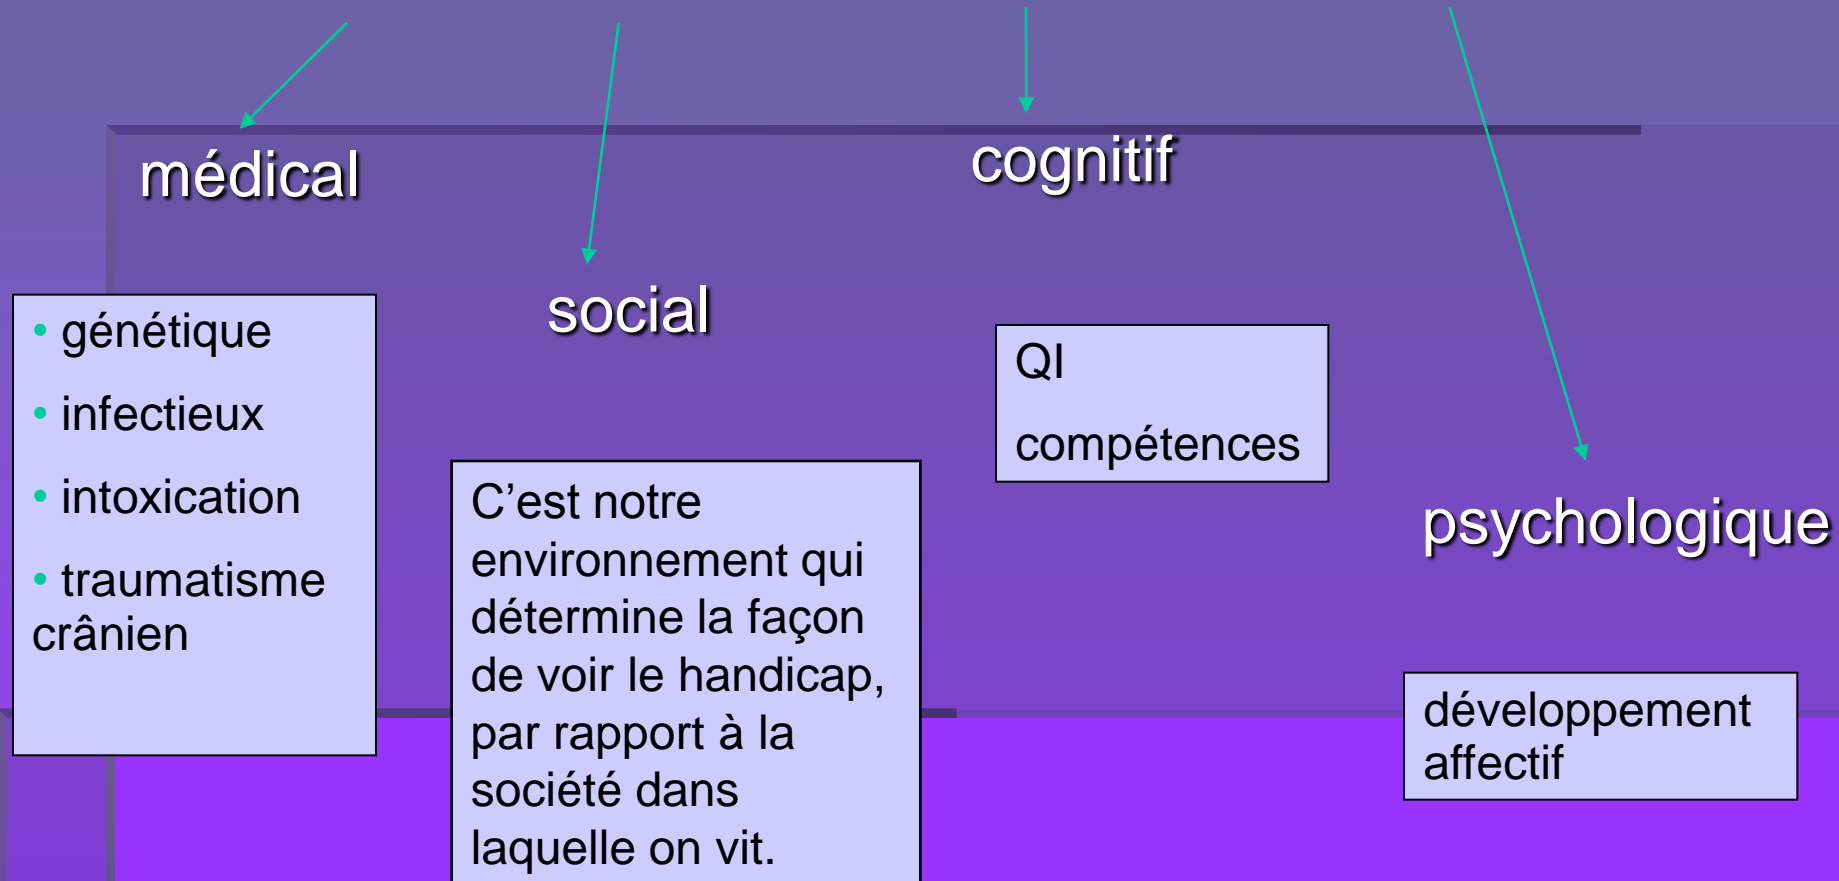 médical
• génétique
• infectieux
• intoxication
• traumatisme
crânien
social
C’est notre
environnement qui
détermine la façon
de voir le handicap,
par rapport à la
société dans
laquelle on vit.
cognitif
QI
compétences
psychologique
développement
affectif